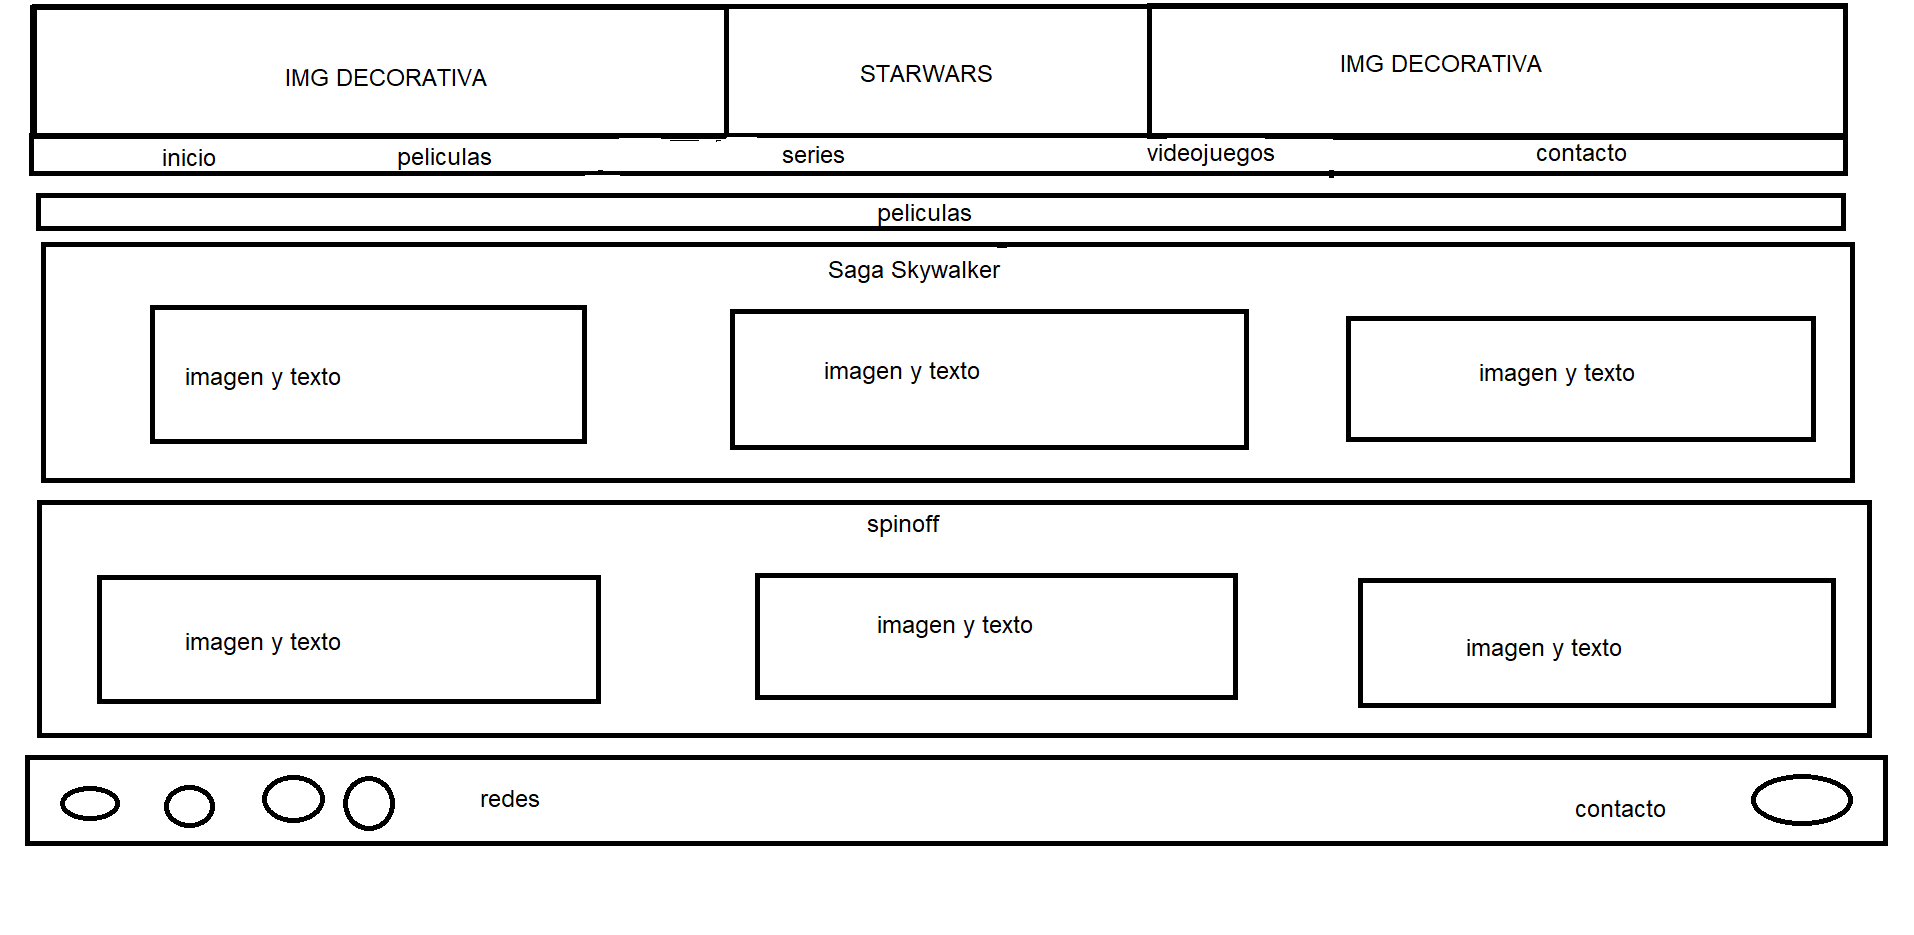 IMG DECORATIVA
STARWARS
IMG DECORATIVA
inicio
peliculas
series
videojuegos
contacto
peliculas
Saga Skywalker
imagen y texto
imagen y texto
imagen y texto
spinoff
imagen y texto
imagen y texto
imagen y texto
redes
contacto